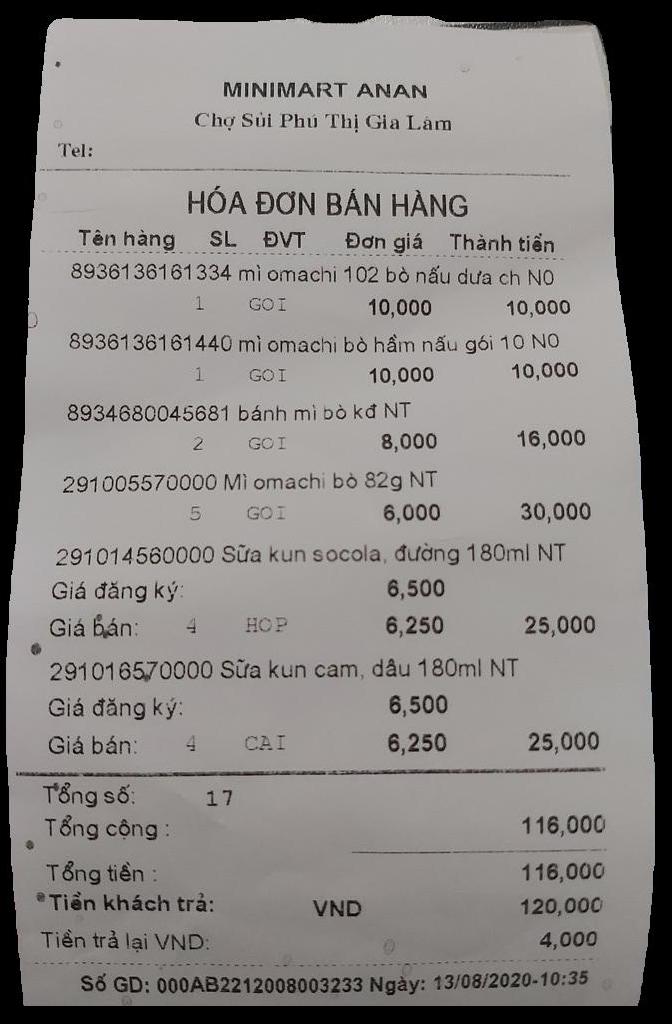 MINIMART ANAN
Chợ Sủi Phú Thị Gia Lâm
Tel:
HÓA ĐƠN BÁN HÀNG
Tên hàng SL ĐVT Đơn giá Thành tiền
8936136161334 mì omachi 102 bò nấu dưa ch N0
1 GOI 10,000 10,000
8936136161440 mì omachi bò hầm nấu gói 10 N0
1 GOI 10,000 10,000
8934680045681 bánh mì bò kđ NT
2 GOI 8,000 16,000
291005570000 Mì omachi bò 82g NT
5 GOI 6,000 30,000
291014560000 Sữa kun socola, đường 180ml NT
Giá đăng ký: 6,500
Giá bán: 4 HOP 6,250 25,000
291016570000 Sữa kun cam, dâu 180ml NT
Giá đăng ký: 6,500
Giá bán: 4 CAI 6,250 25,000
Tổng số: 17
Tổng cộng : 116,000
Tổng tiền : 116,000
Tiền khách trả: VND 120,000
Tiền trả lại VND: 4,000
Số GD: 000AB2212008003233 Ngày: 13/08/2020-10:35